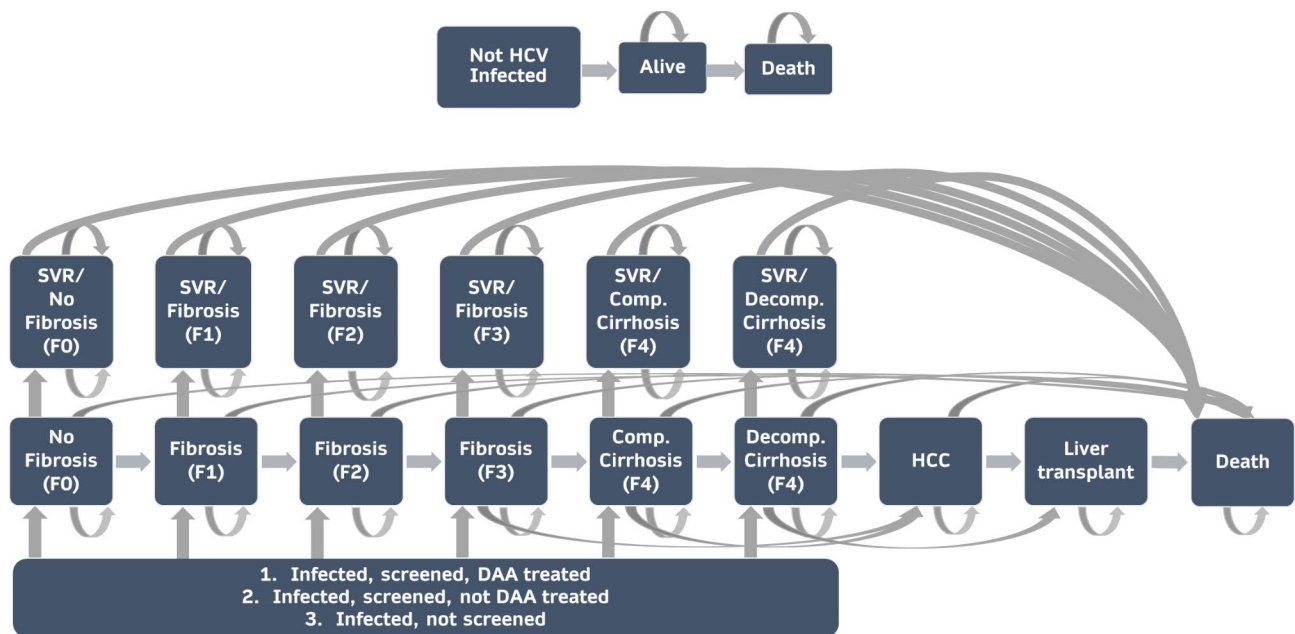 Not HCV
Infected
Alive
Death
SVR/
No
Fibrosis
(F0)
SVR/
Fibrosis
(F1)
SVR/
Fibrosis
(F2)
SVR/
Fibrosis
(F3)
SVR/
Comp.
Cirrhosis
(F4)
SVR/
Decomp.
Cirrhosis
(F4)
No
Fibrosis
(F0)
Fibrosis
(F1)
Fibrosis
(F2)
Fibrosis
(F3)
Comp.
Cirrhosis
(F4)
Decomp.
Cirrhosis
(F4)
HCC
Liver
transplant
Death
1. Infected, screened, DAA treated
2. Infected, screened, not DAA treated
3. Infected, not screened